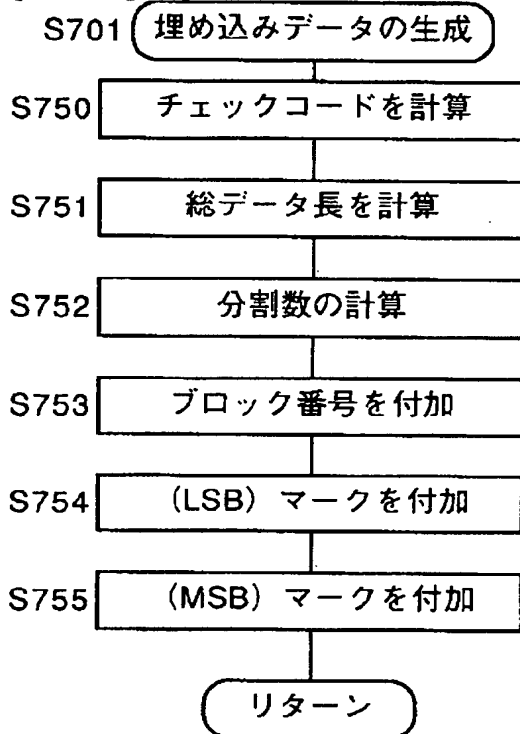 S701 埋め込みデータの生成
S750 チェックコードを計算
S751 総データ長を計算
S752 分割数の計算
S753 ブロック番号を付加
S754 (LSB) マークを付加
S755 (MSB) マークを付加
リターン